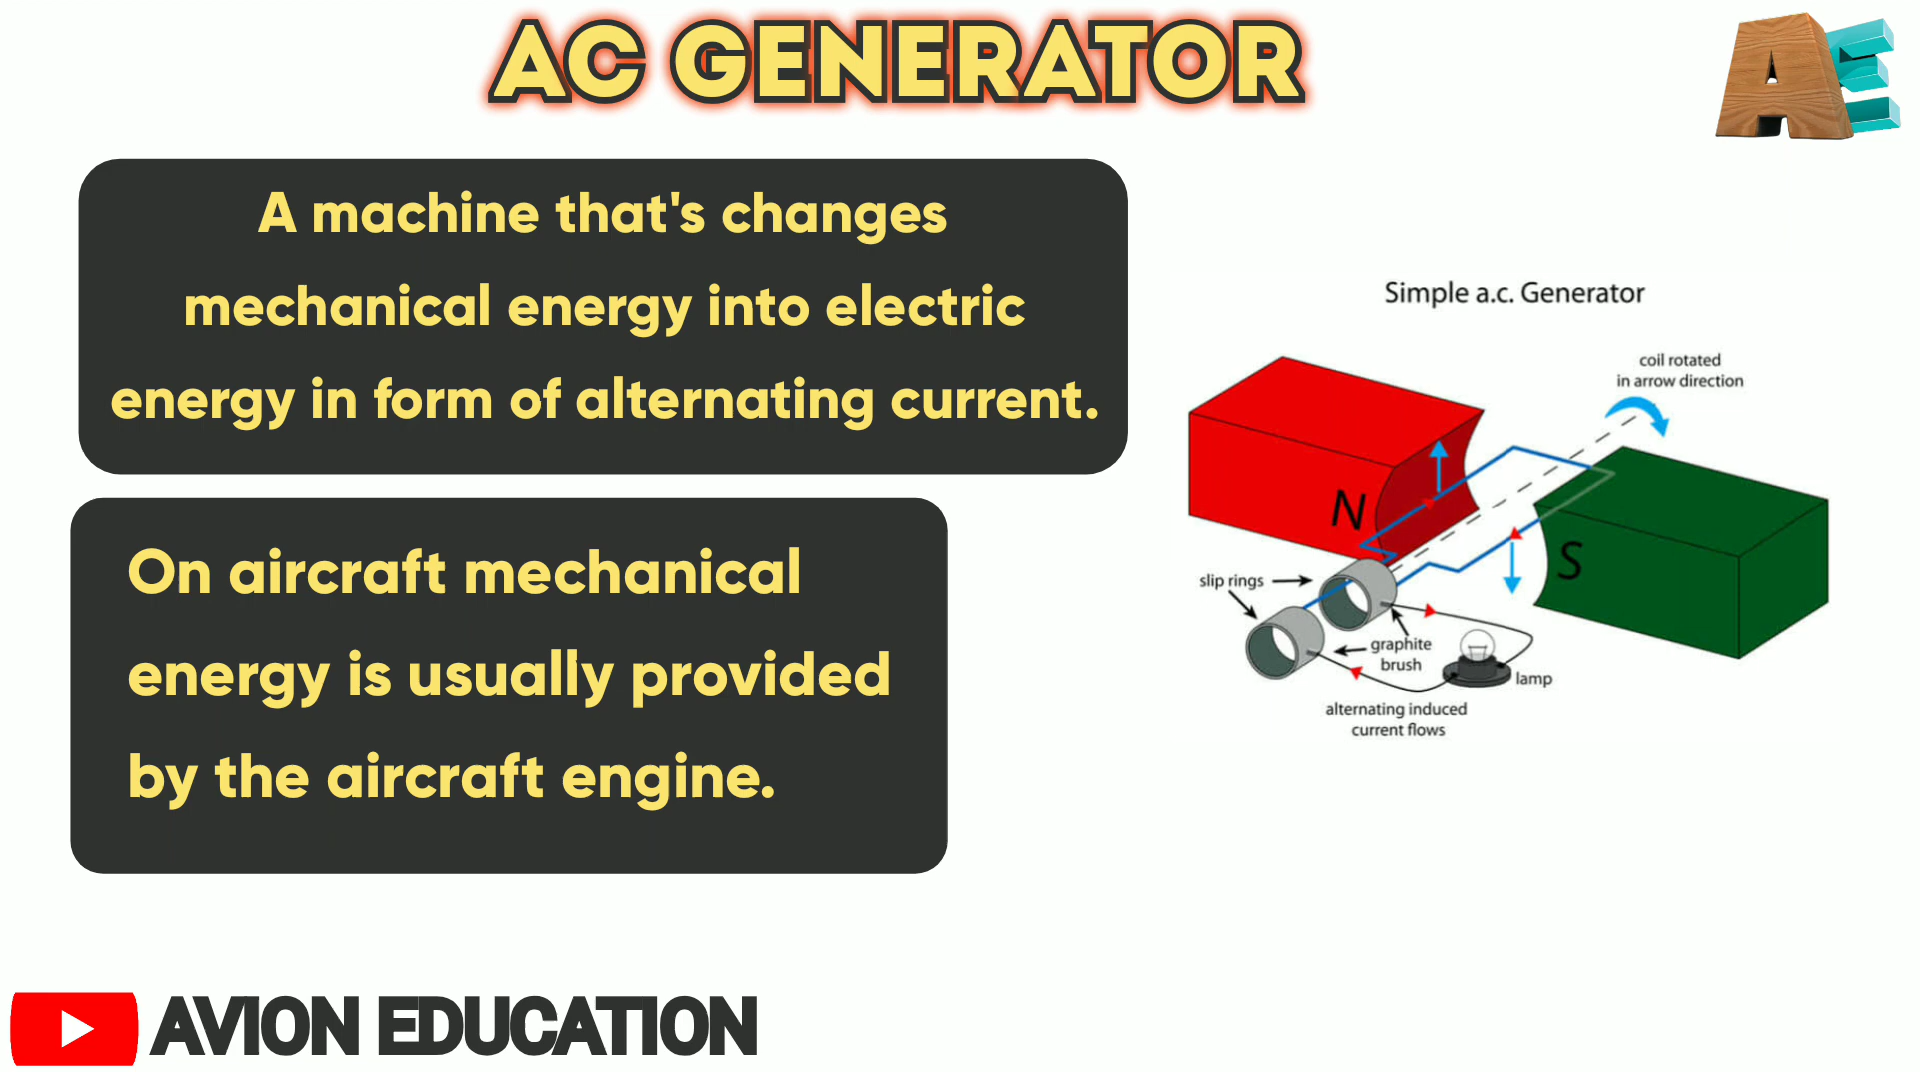 AC GENERATOR
AE
A machine that's changes
mechanical energy into electric
energy in form of alternating current.
On aircraft mechanical
energy is usually provided
by the aircraft engine.
Simple a.c. Generator
coil rotated
in arrow direction
N
S
slip rings
graphite
brush
lamp
alternating induced
current flows
AVION EDUCATION